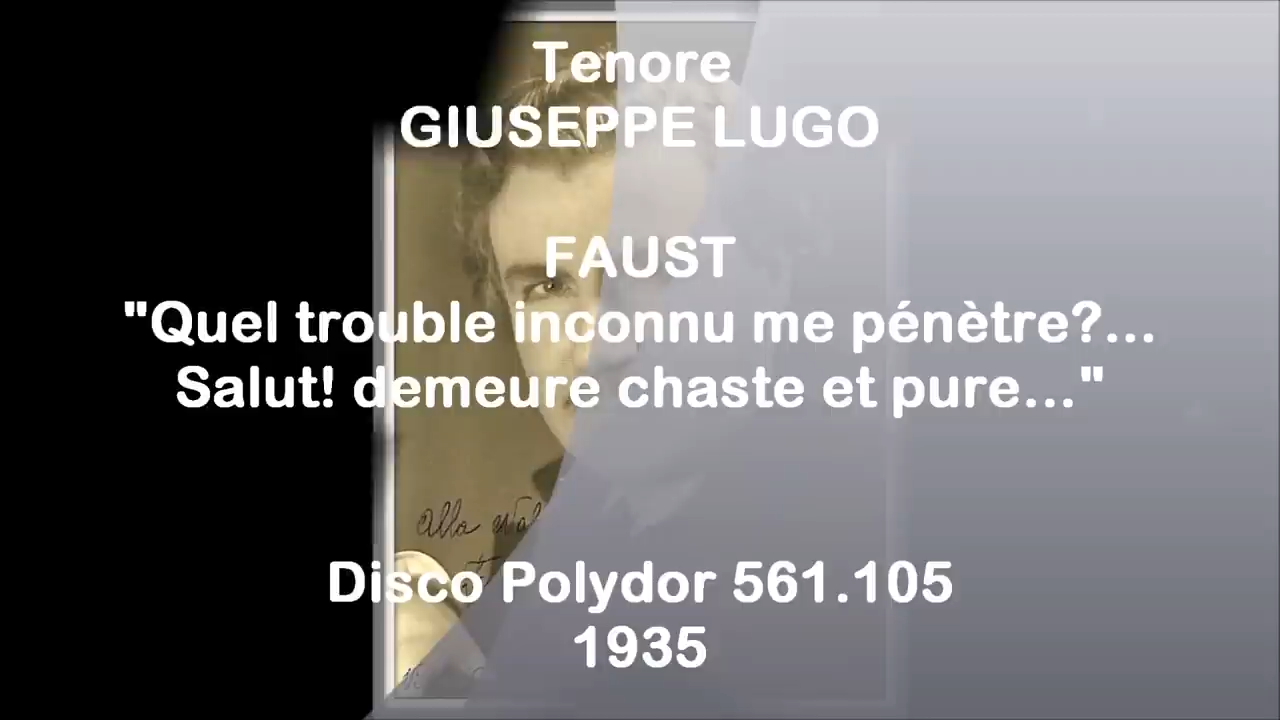 Tenore
GIUSEPPE LUGO
FAUST
"Quel trouble inconnu me pénètre?...
Salut! demeure chaste et pure..."
alla
Disco Polydor 561.105
1935